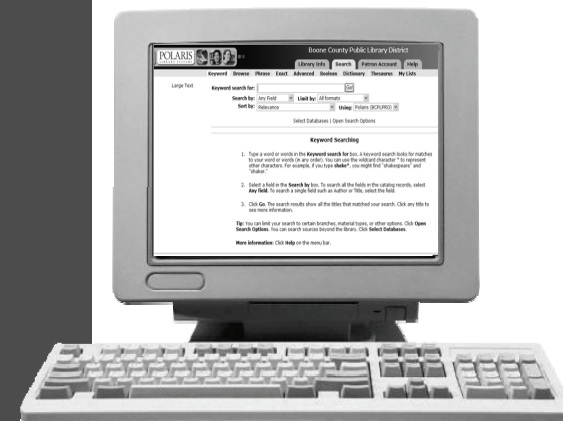 POLARIS
LIBRARY SYSTEMS
Boone County Public Library District
Library Info Search Patron Account Help
Keyword Browse Phrase Exact Advanced Boolean Dictionary Thesaurus My Lists
Large Text
Keyword search for: Go!
Search by: Any Field Limit by: All formats
Sort by: Relevance Using: Polaris (BCPLPRO)
Select Databases | Open Search Options
Keyword Searching
1. Type a word or words in the Keyword search for box. A keyword search looks for matches
to your word or words (in any order). You can use the wildcard character * to represent
other characters. For example, if you type shake*, you might find "shakespeare" and
"shaker."
2. Select a field in the Search by box. To search all the fields in the catalog records, select
Any field. To search a single field such as Author or Title, select the field.
3. Click Go. The search results show all the titles that matched your search. Click any title to
see more information.
Tip: You can limit your search to certain branches, material types, or other options. Click Open
Search Options. You can search sources beyond the library. Click Select Databases.
More information: Click Help on the menu bar.